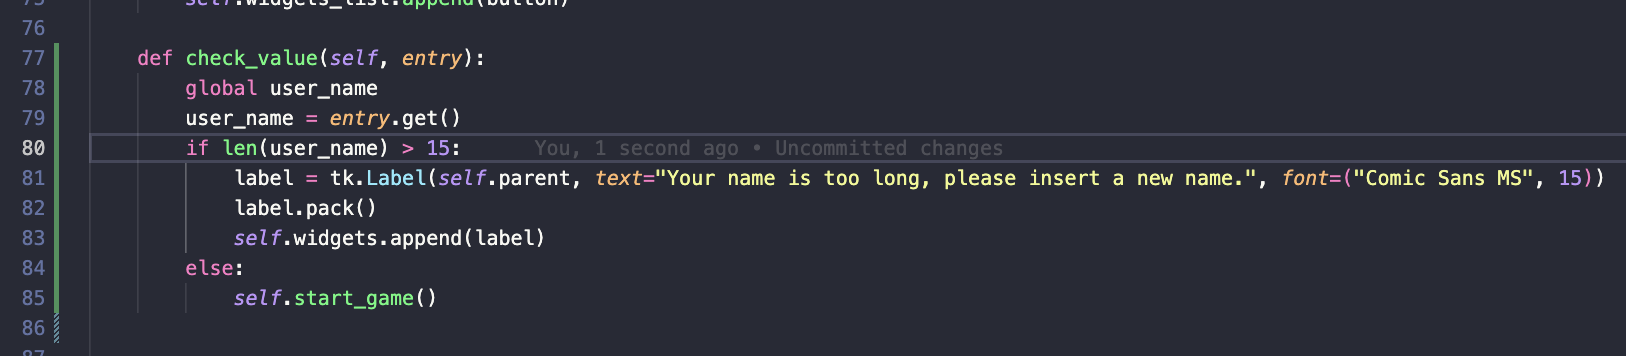 75 self.widgets_list.append(button)
76
77 def check_value(self, entry):
78 global user_name
79 user_name = entry.get()
80 if len(user_name) > 15: You, 1 second ago • Uncommitted changes
81 label = tk.Label(self.parent, text="Your name is too long, please insert a new name.", font=("Comic Sans MS", 15))
82 label.pack()
83 self.widgets.append(label)
84 else:
85 self.start_game()
86
87